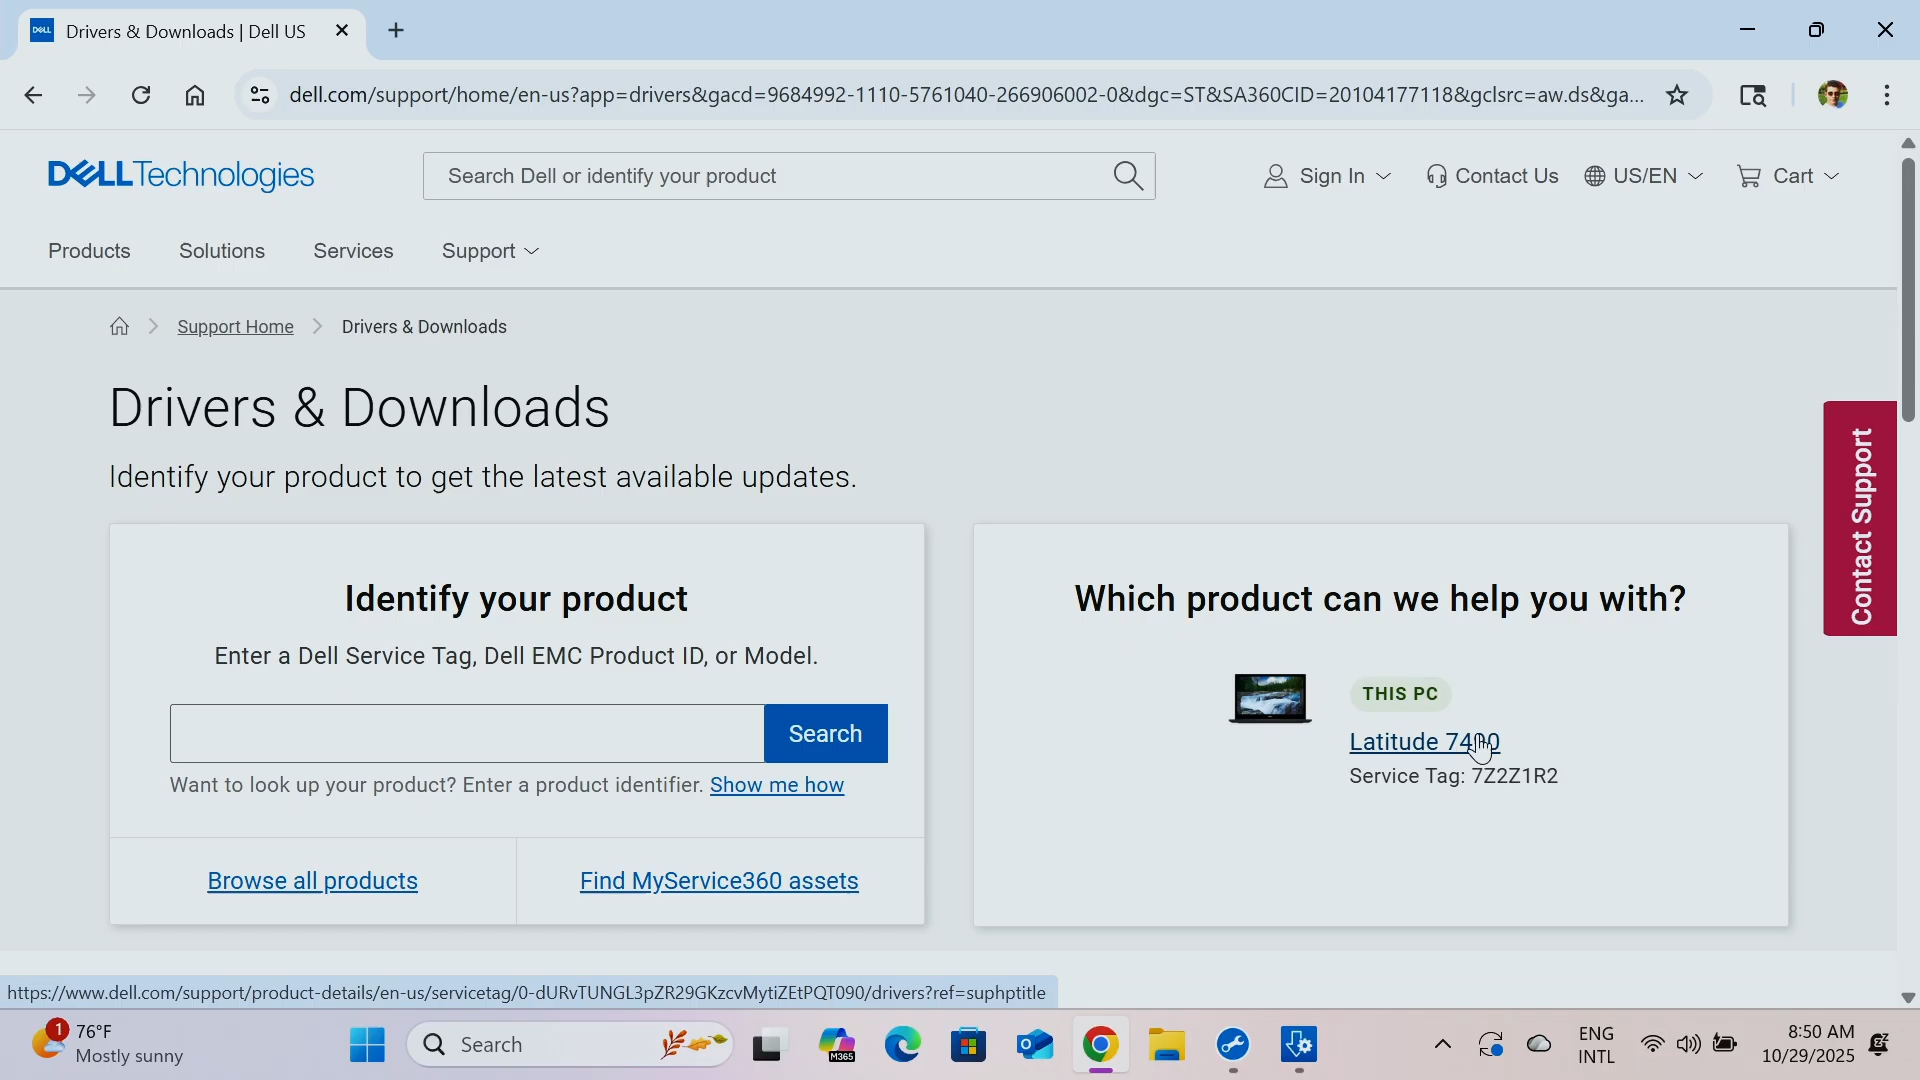 Drivers & Downloads | Dell US
dell.com/support/home/en-us?app=drivers&gacd=9684992-1110-5761040-266906002-0&dgc=ST&SA360CID=20104177118&gclsrc=aw.ds&ga...
DELLTechnologies
Search Dell or identify your product
Sign In
Contact Us
US/EN
Cart
Products
Solutions
Services
Support
Support Home
Drivers & Downloads
Drivers & Downloads
Identify your product to get the latest available updates.
Contact Support
Identify your product
Enter a Dell Service Tag, Dell EMC Product ID, or Model.
Search
Want to look up your product? Enter a product identifier. Show me how
Browse all products
Find MyService360 assets
Which product can we help you with?
THIS PC
Latitude 7400
Service Tag: 7Z2Z1R2
https://www.dell.com/support/product-details/en-us/servicetag/0-dURvTUNGL3pZR29GKzcvMytiZEtPQT090/drivers?ref=suphptitle
1
76°F
Mostly sunny
Search
M365
ENG
INTL
8:50 AM
10/29/2025